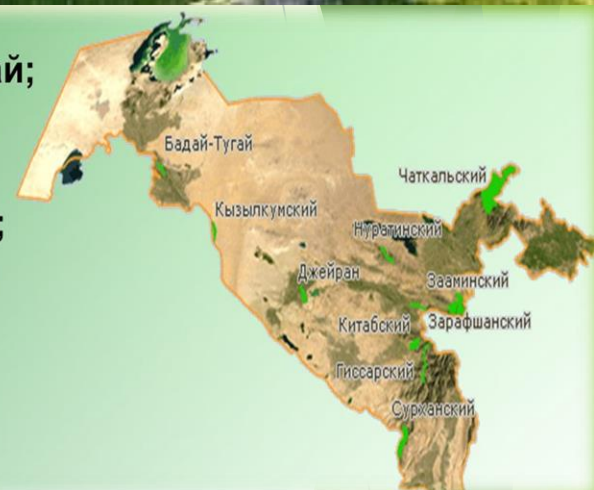 ай;
;
Бадай-Тугай
Чаткальский
Кызылкумский
Нуратинский
Джейран
Зааминский
Китабский
Зарафшанский
Гиссарский
Сурханский